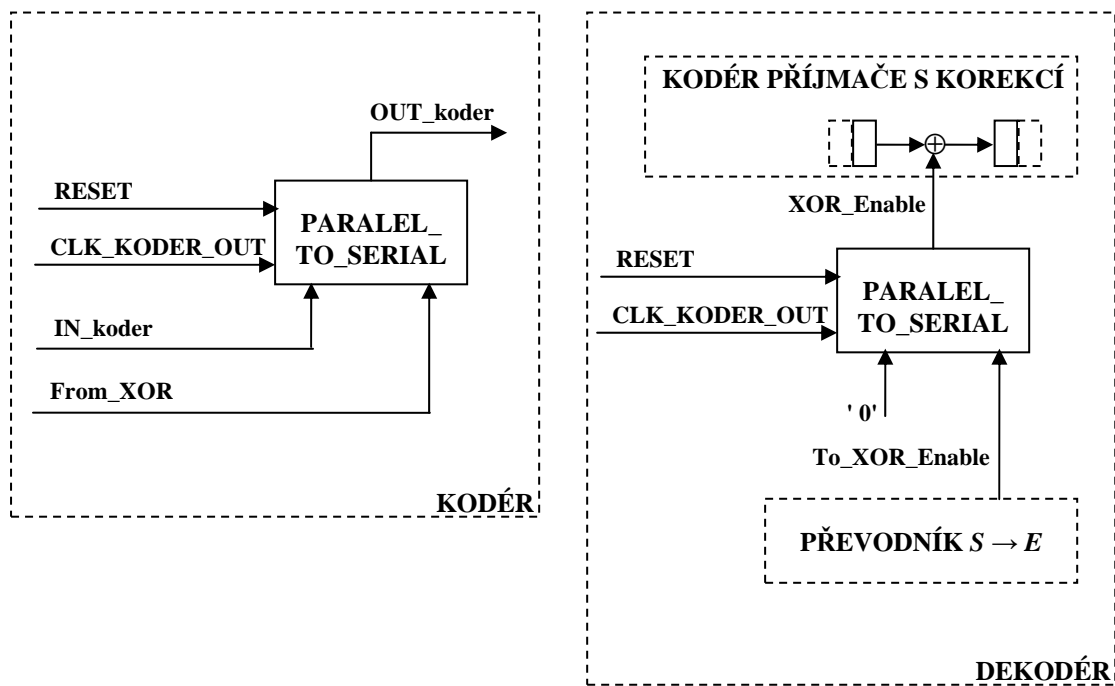 OUT_koder
RESET
PARALEL_
TO_SERIAL
CLK_KODER_OUT
IN_koder
From_XOR
KODÉR
KODÉR PŘÍJMAČE S KOREKCÍ
XOR_Enable
RESET
PARALEL_
TO_SERIAL
CLK_KODER_OUT
' 0'
To_XOR_Enable
PŘEVODNÍK S → E
DEKODÉR